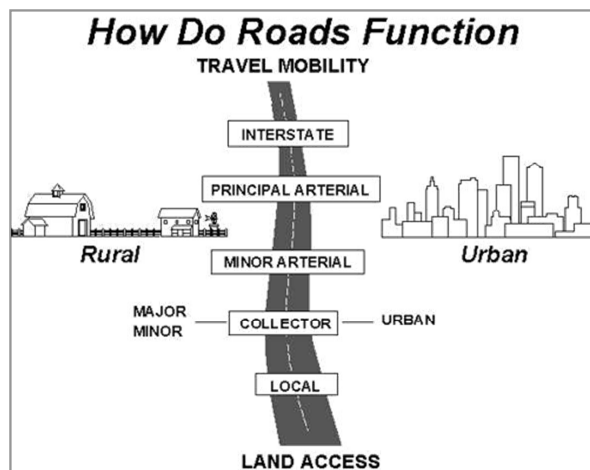 How Do Roads Function
TRAVEL MOBILITY
INTERSTATE
PRINCIPAL ARTERIAL
Rural
Urban
MINOR ARTERIAL
MAJOR
MINOR
COLLECTOR
URBAN
LOCAL
LAND ACCESS